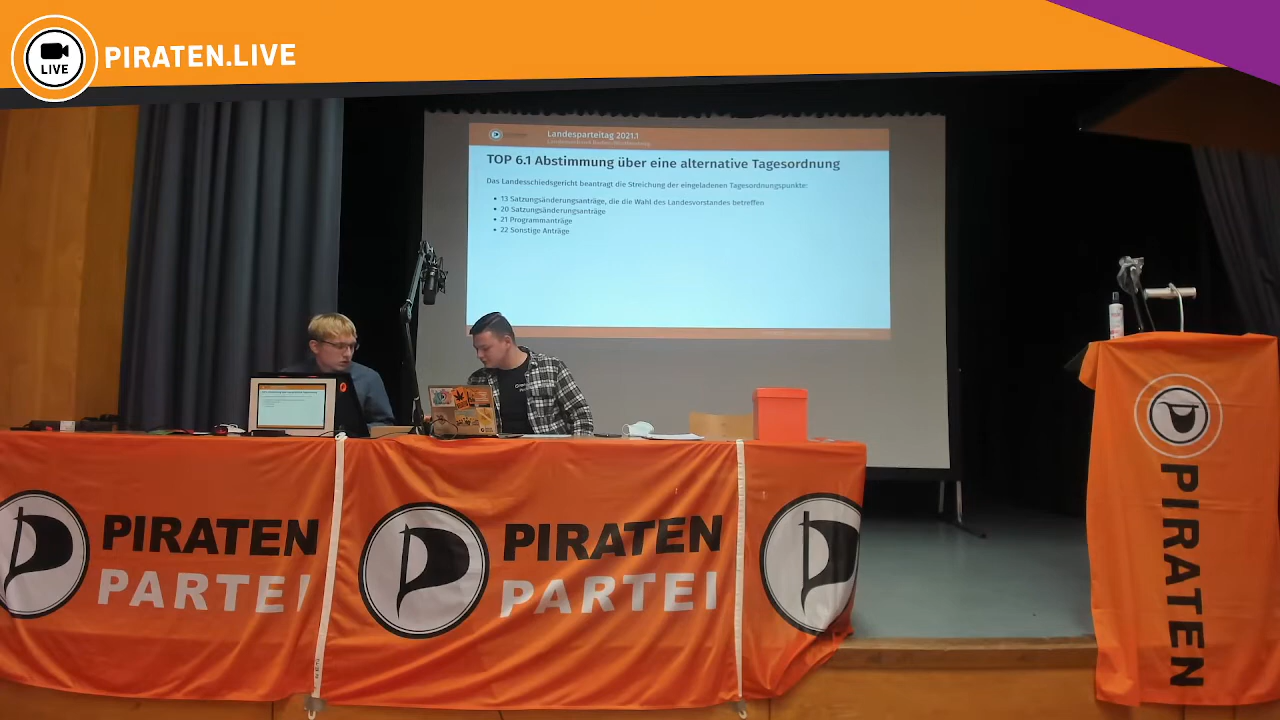 LIVE
PIRATEN.LIVE
Landesparteitag 2021.1
TOP 6.1 Abstimmung über eine alternative Tagesordnung
Das Landesschiedsgericht beantragt die Streichung der eingeladenen Tagesordnungspunkte:
• 13 Satzungsänderungsanträge, die die Wahl des Landesvorstandes betreffen
• 20 Satzungsänderungsanträge
• 21 Programmanträge
• 22 Sonstige Anträge
PIRATEN
PARTEI
PIRATEN
PARTEI
PIRATEN